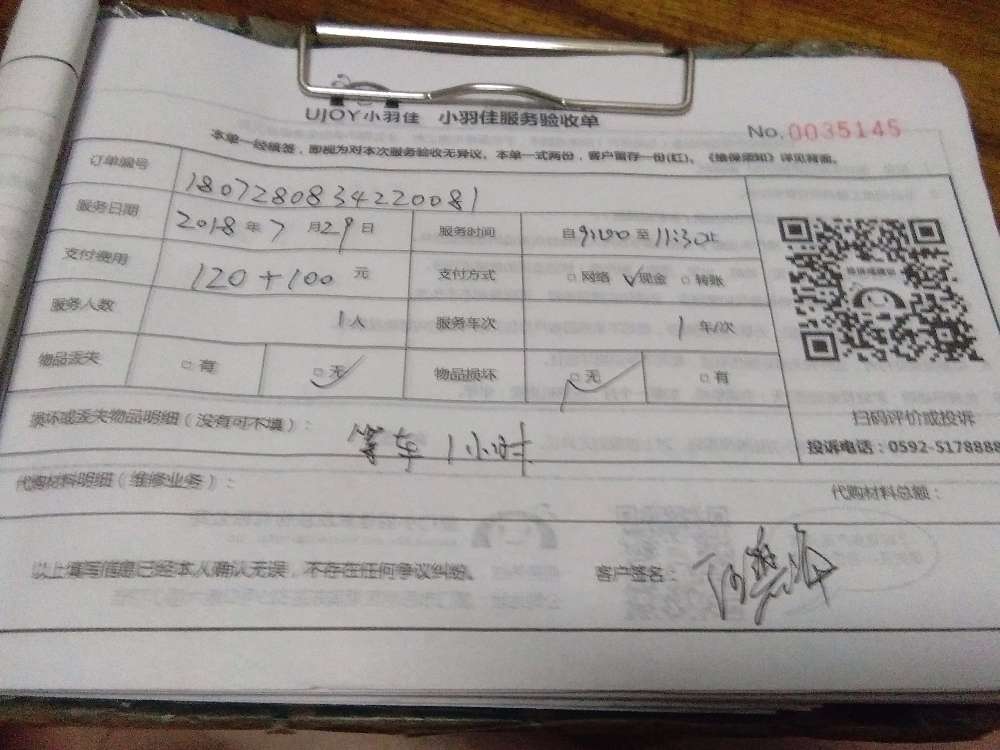 UJOY小羽佳 小羽佳服务验收单
No.0035145
本单一经确签，即视为对本次服务验收无异议。本单一式两份，客户留存一份(红)。《维保须知》详见背面。
订单编号 1807280834220081
服务日期 2018年7月29日 服务时间 自9:00至11:30止
支付费用 120+100元 支付方式 □网络 ☑现金 □转账
服务人数 1人 服务车次 1车/次
物品丢失 □有 ☑无 物品损坏 ☑无 □有
损坏或丢失物品明细（没有可不填）： 等车1小时
扫码评价或投诉
投诉电话：0592-5178888
代购材料明细（维修业务）： 代购材料总额：
以上填写信息已经本人确认无误，不存在任何争议纠纷。 客户签名：